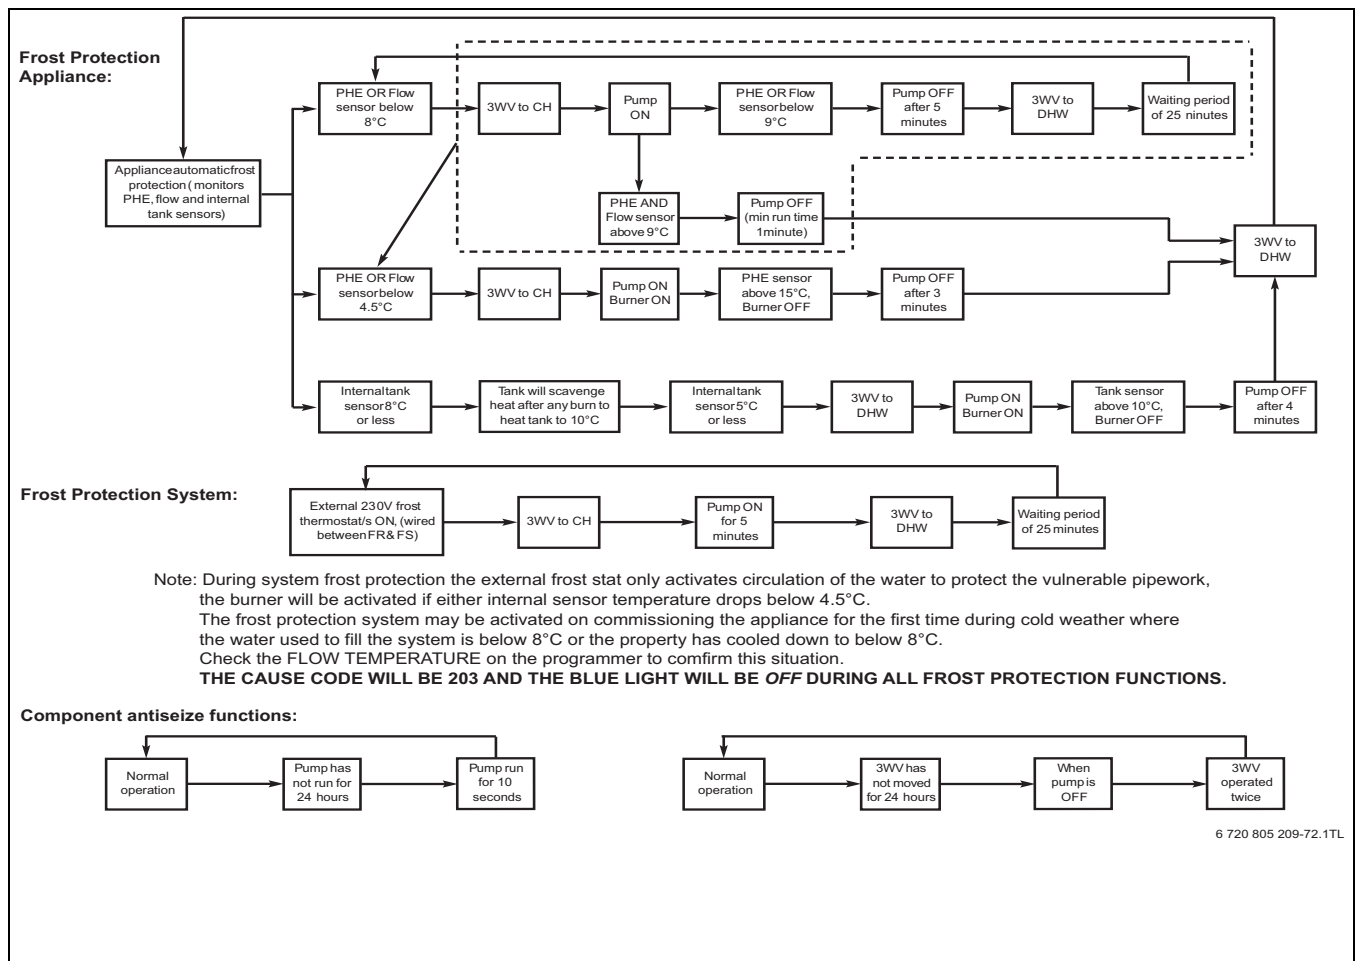 Frost Protection
Appliance:
PHE OR Flow
sensor below
8°C
3WV to CH
Pump
ON
PHE OR Flow
sensor below
9°C
Pump OFF
after 5
minutes
3WV to
DHW
Waiting period
of 25 ninutes
Appliance automatic frost
protection ( monitors
PHE, flow and internal
tank sensors)
PHE AND
Flow sensor
above 9°C
Pump OFF
(min run time
1minute)
3WV to
DHW
PHE OR Flow
sensor below
4.5°C
3WV to CH
Pump ON
Burner ON
PHE sensor
above 15°C,
Burner OFF
Pump OFF
after 3
minutes
Internal tank
sensor 8°C
or less
Tank will scavenge
heat after any burn to
heat tank to 10°C
Internal tank
sensor 5°C
or less
3WV to
DHW
Pump ON
Burner ON
Tank sensor
above 10°C,
Burner OFF
Pump OFF
after 4
minutes
Frost Protection System:
External 230V frost
thermostat/s ON, (wired
between FR & FS)
3WV to CH
Pump ON
for 5
minutes
3WV to
DHW
Waiting period
of 25 minutes
Note: During system frost protection the external frost stat only activates circulation of the water to protect the vulnerable pipework,
the burner will be activated if either internal sensor temperature drops below 4.5°C.
The frost protection system may be activated on commissioning the appliance for the first time during cold weather where
the water used to fill the system is below 8°C or the property has cooled down to below 8°C.
Check the FLOW TEMPERATURE on the programmer to comfirm this situation.
THE CAUSE CODE WILL BE 203 AND THE BLUE LIGHT WILL BE OFF DURING ALL FROST PROTECTION FUNCTIONS.
Component antiseize functions:
Normal
operation
Pump has
not run for
24 hours
Pump run
for 10
seconds
Normal
operation
3WV has
not moved
for 24 hours
When
pump is
OFF
3WV
operated
twice
6 720 805 209-72.1TL